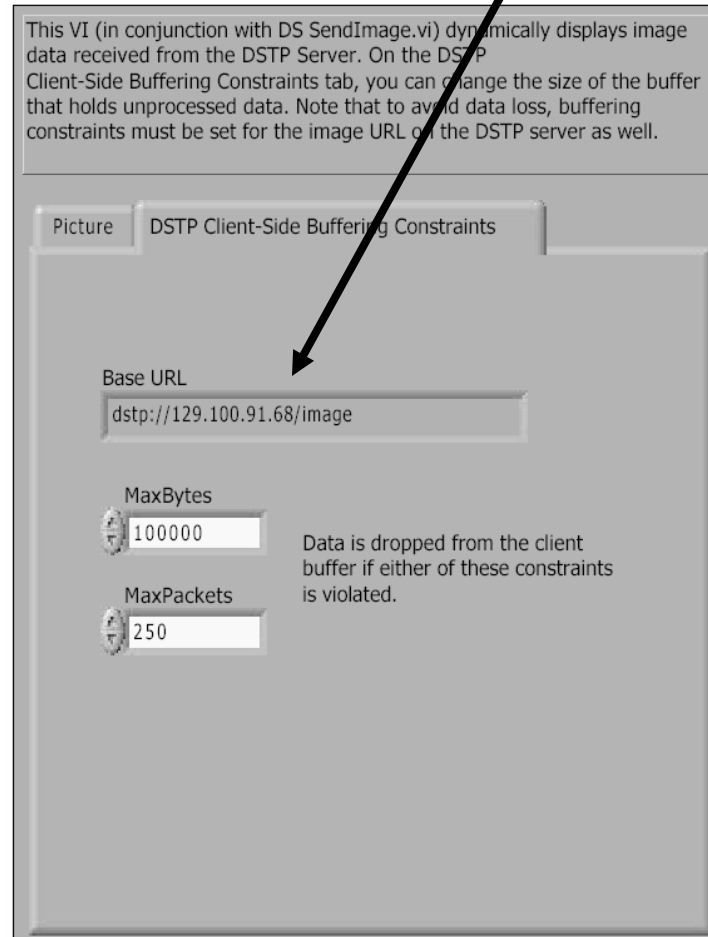 This VI (in conjunction with DS SendImage.vi) dynamically displays image
data received from the DSTP Server. On the DSTP
Client-Side Buffering Constraints tab, you can change the size of the buffer
that holds unprocessed data. Note that to avoid data loss, buffering
constraints must be set for the image URL on the DSTP server as well.
Picture
DSTP Client-Side Buffering Constraints
Base URL
dstp://129.100.91.68/image
MaxBytes
100000
Data is dropped from the client
buffer if either of these constraints
is violated.
MaxPackets
250